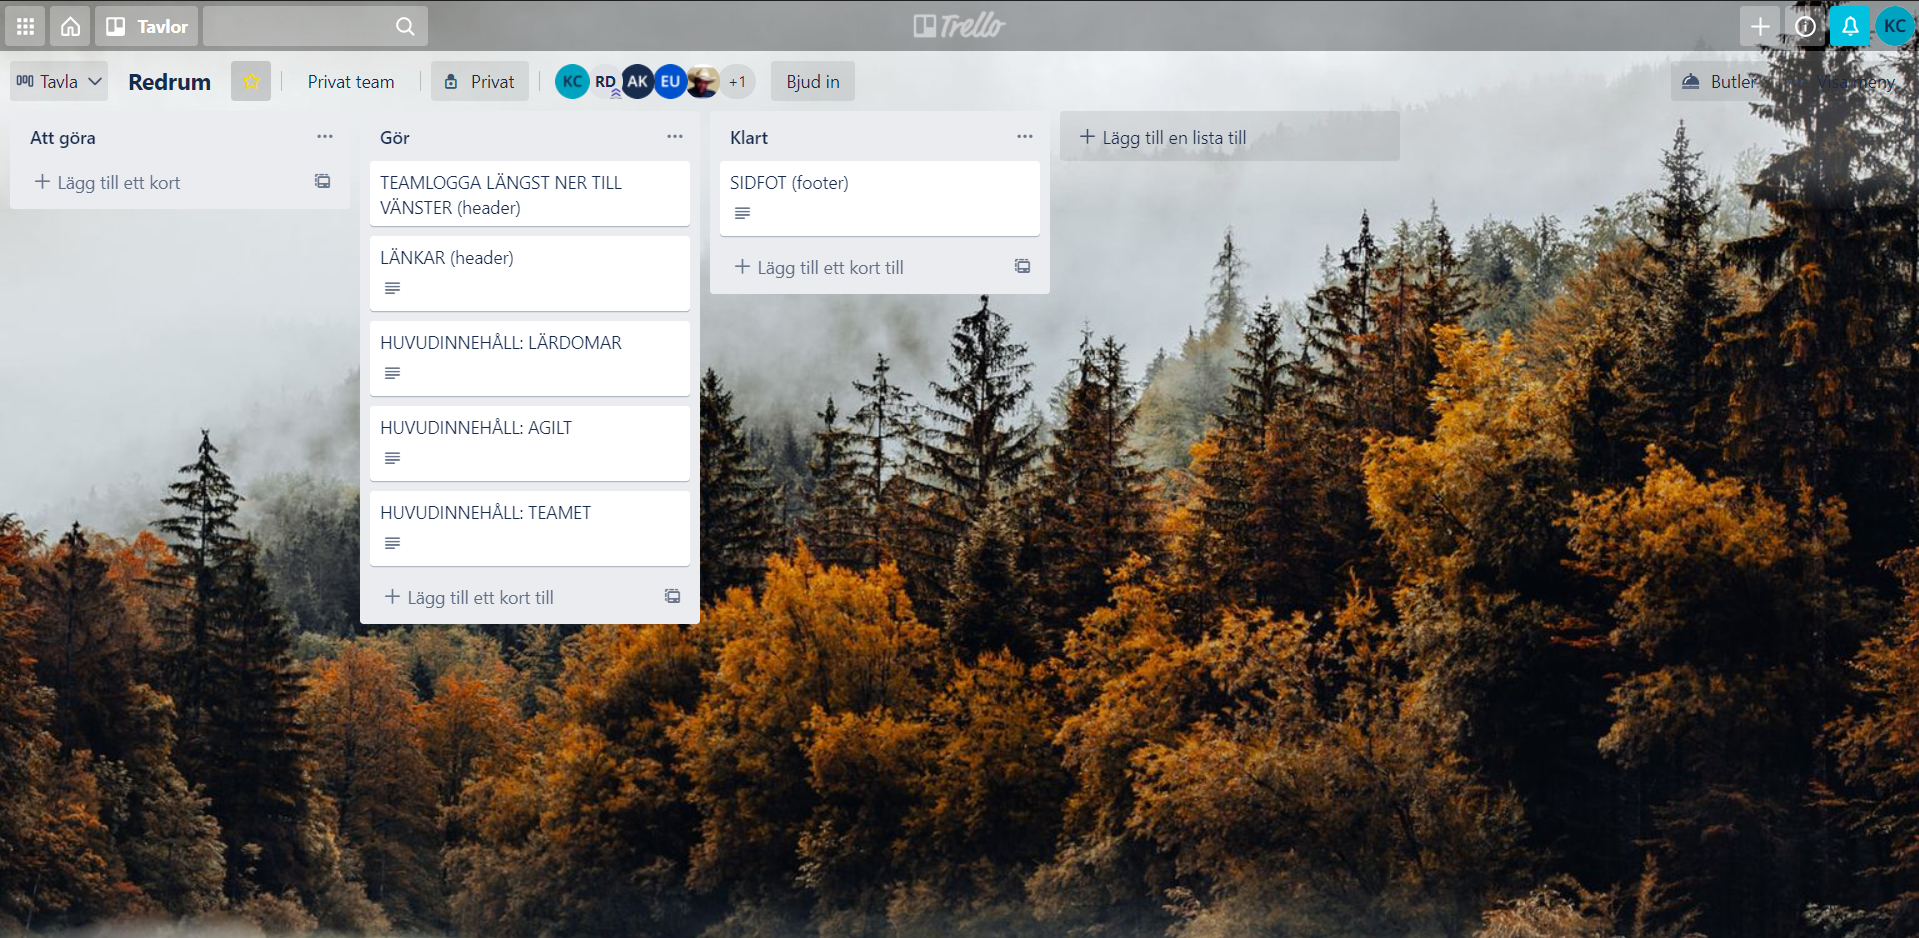 Tavlor
Trello
KC
Tavla
Redrum
Privat team
Privat
KC
RD
AK
EU
+1
Bjud in
Butler
Visa meny
Att göra
Lägg till ett kort
Gör
TEAMLOGGA LÄNGST NER TILL
VÄNSTER (header)
LÄNKAR (header)
HUVUDINNEHÅLL: LÄRDOMAR
HUVUDINNEHÅLL: AGILT
HUVUDINNEHÅLL: TEAMET
Lägg till ett kort till
Klart
SIDFOT (footer)
Lägg till ett kort till
Lägg till en lista till